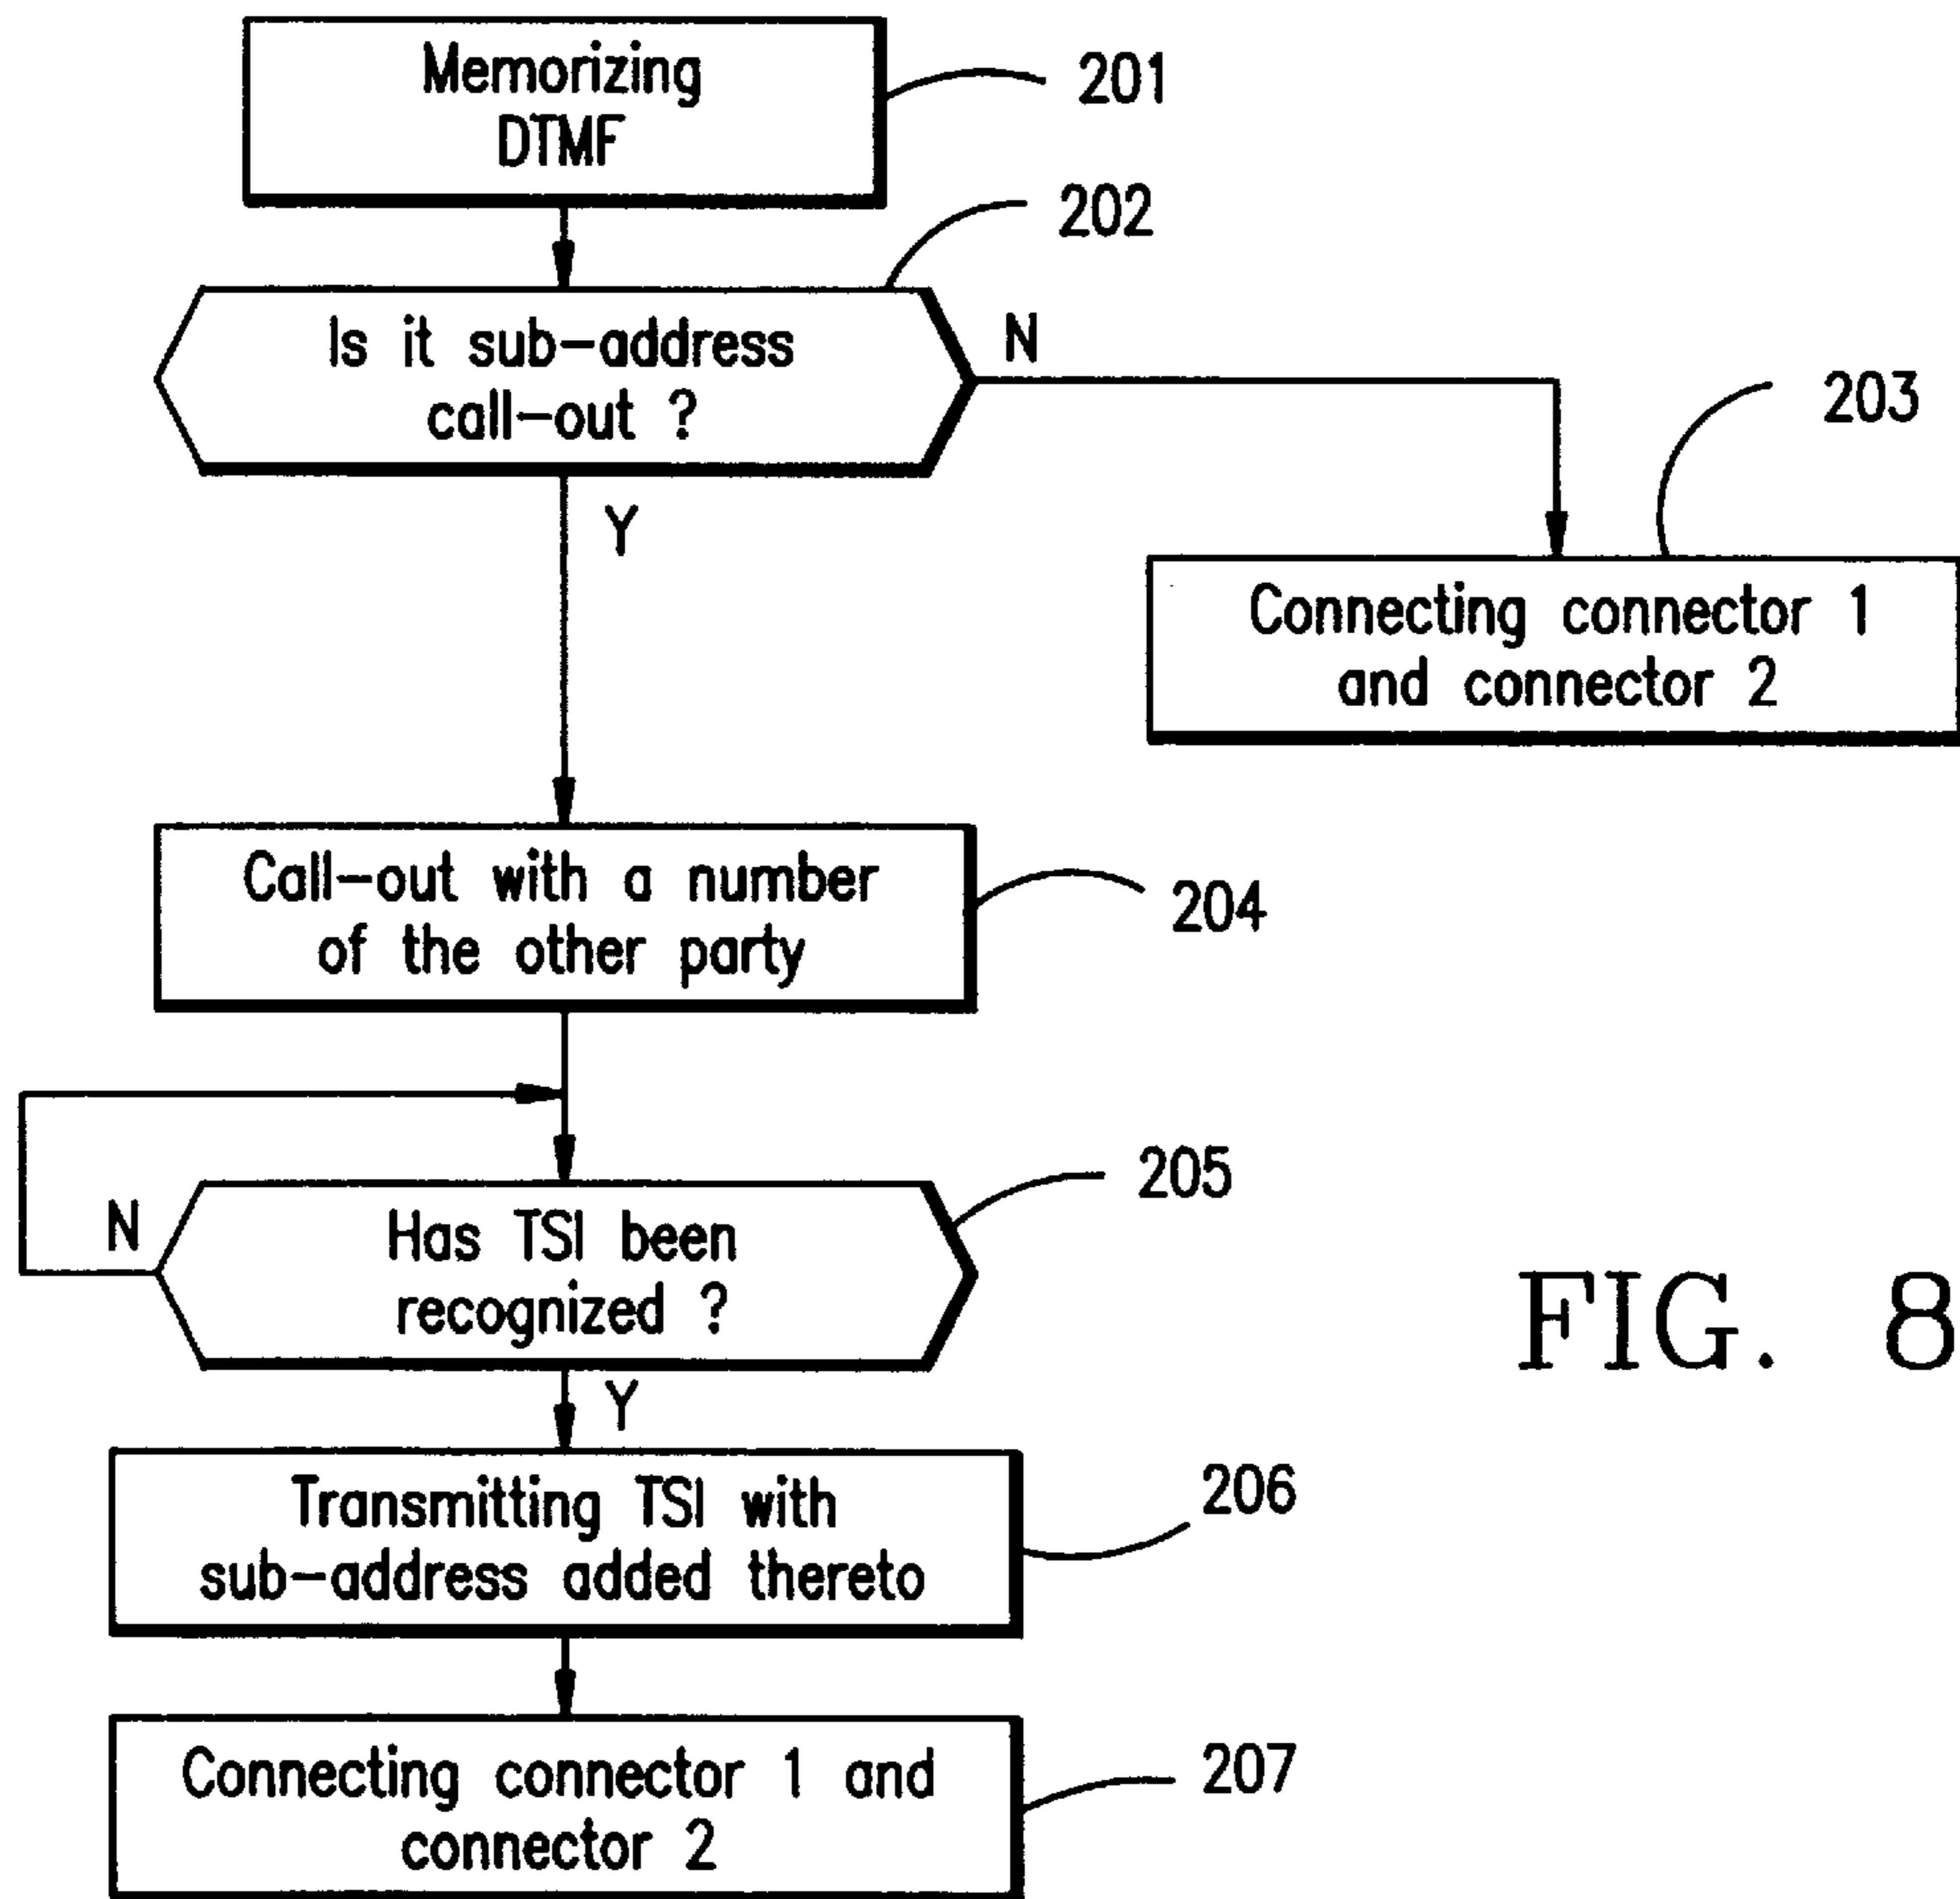 Memorizing
DTMF
201
202
Is it sub-address
call-out ?
N
Y
203
Connecting connector 1
and connector 2
Call-out with a number
of the other party
204
205
N
Has TSI been
recognized ?
Y
FIG. 8
Transmitting TSI with
sub-address added thereto
206
Connecting connector 1 and
connector 2
207